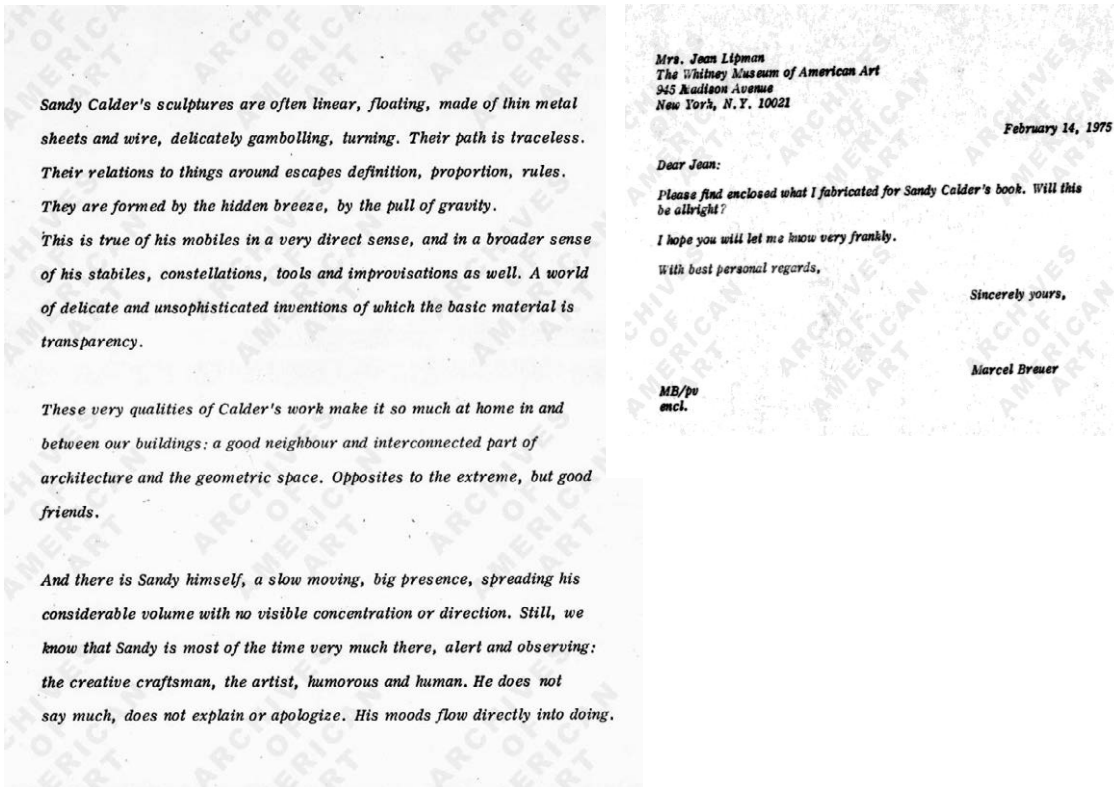 Sandy Calder's sculptures are often linear, floating, made of thin metal
sheets and wire, delicately gambolling, turning. Their path is traceless.
Their relations to things around escapes definition, proportion, rules.
They are formed by the hidden breeze, by the pull of gravity.
This is true of his mobiles in a very direct sense, and in a broader sense
of his stabiles, constellations, tools and improvisations as well. A world
of delicate and unsophisticated inventions of which the basic material is
transparency.
These very qualities of Calder's work make it so much at home in and
between our buildings: a good neighbour and interconnected part of
architecture and the geometric space. Opposites to the extreme, but good
friends.
And there is Sandy himself, a slow moving, big presence, spreading his
considerable volume with no visible concentration or direction. Still, we
know that Sandy is most of the time very much there, alert and observing:
the creative craftsman, the artist, humorous and human. He does not
say much, does not explain or apologize. His moods flow directly into doing.
Mrs. Jean Lipman
The Whitney Museum of American Art
945 Madison Avenue
New York, N.Y. 10021
February 14, 1975
Dear Jean:
Please find enclosed what I fabricated for Sandy Calder's book. Will this
be allright?
I hope you will let me know very frankly.
With best personal regards,
Sincerely yours,
Marcel Breuer
MB/pv
encl.
ARCHIVES
OF
AMERICAN
ART